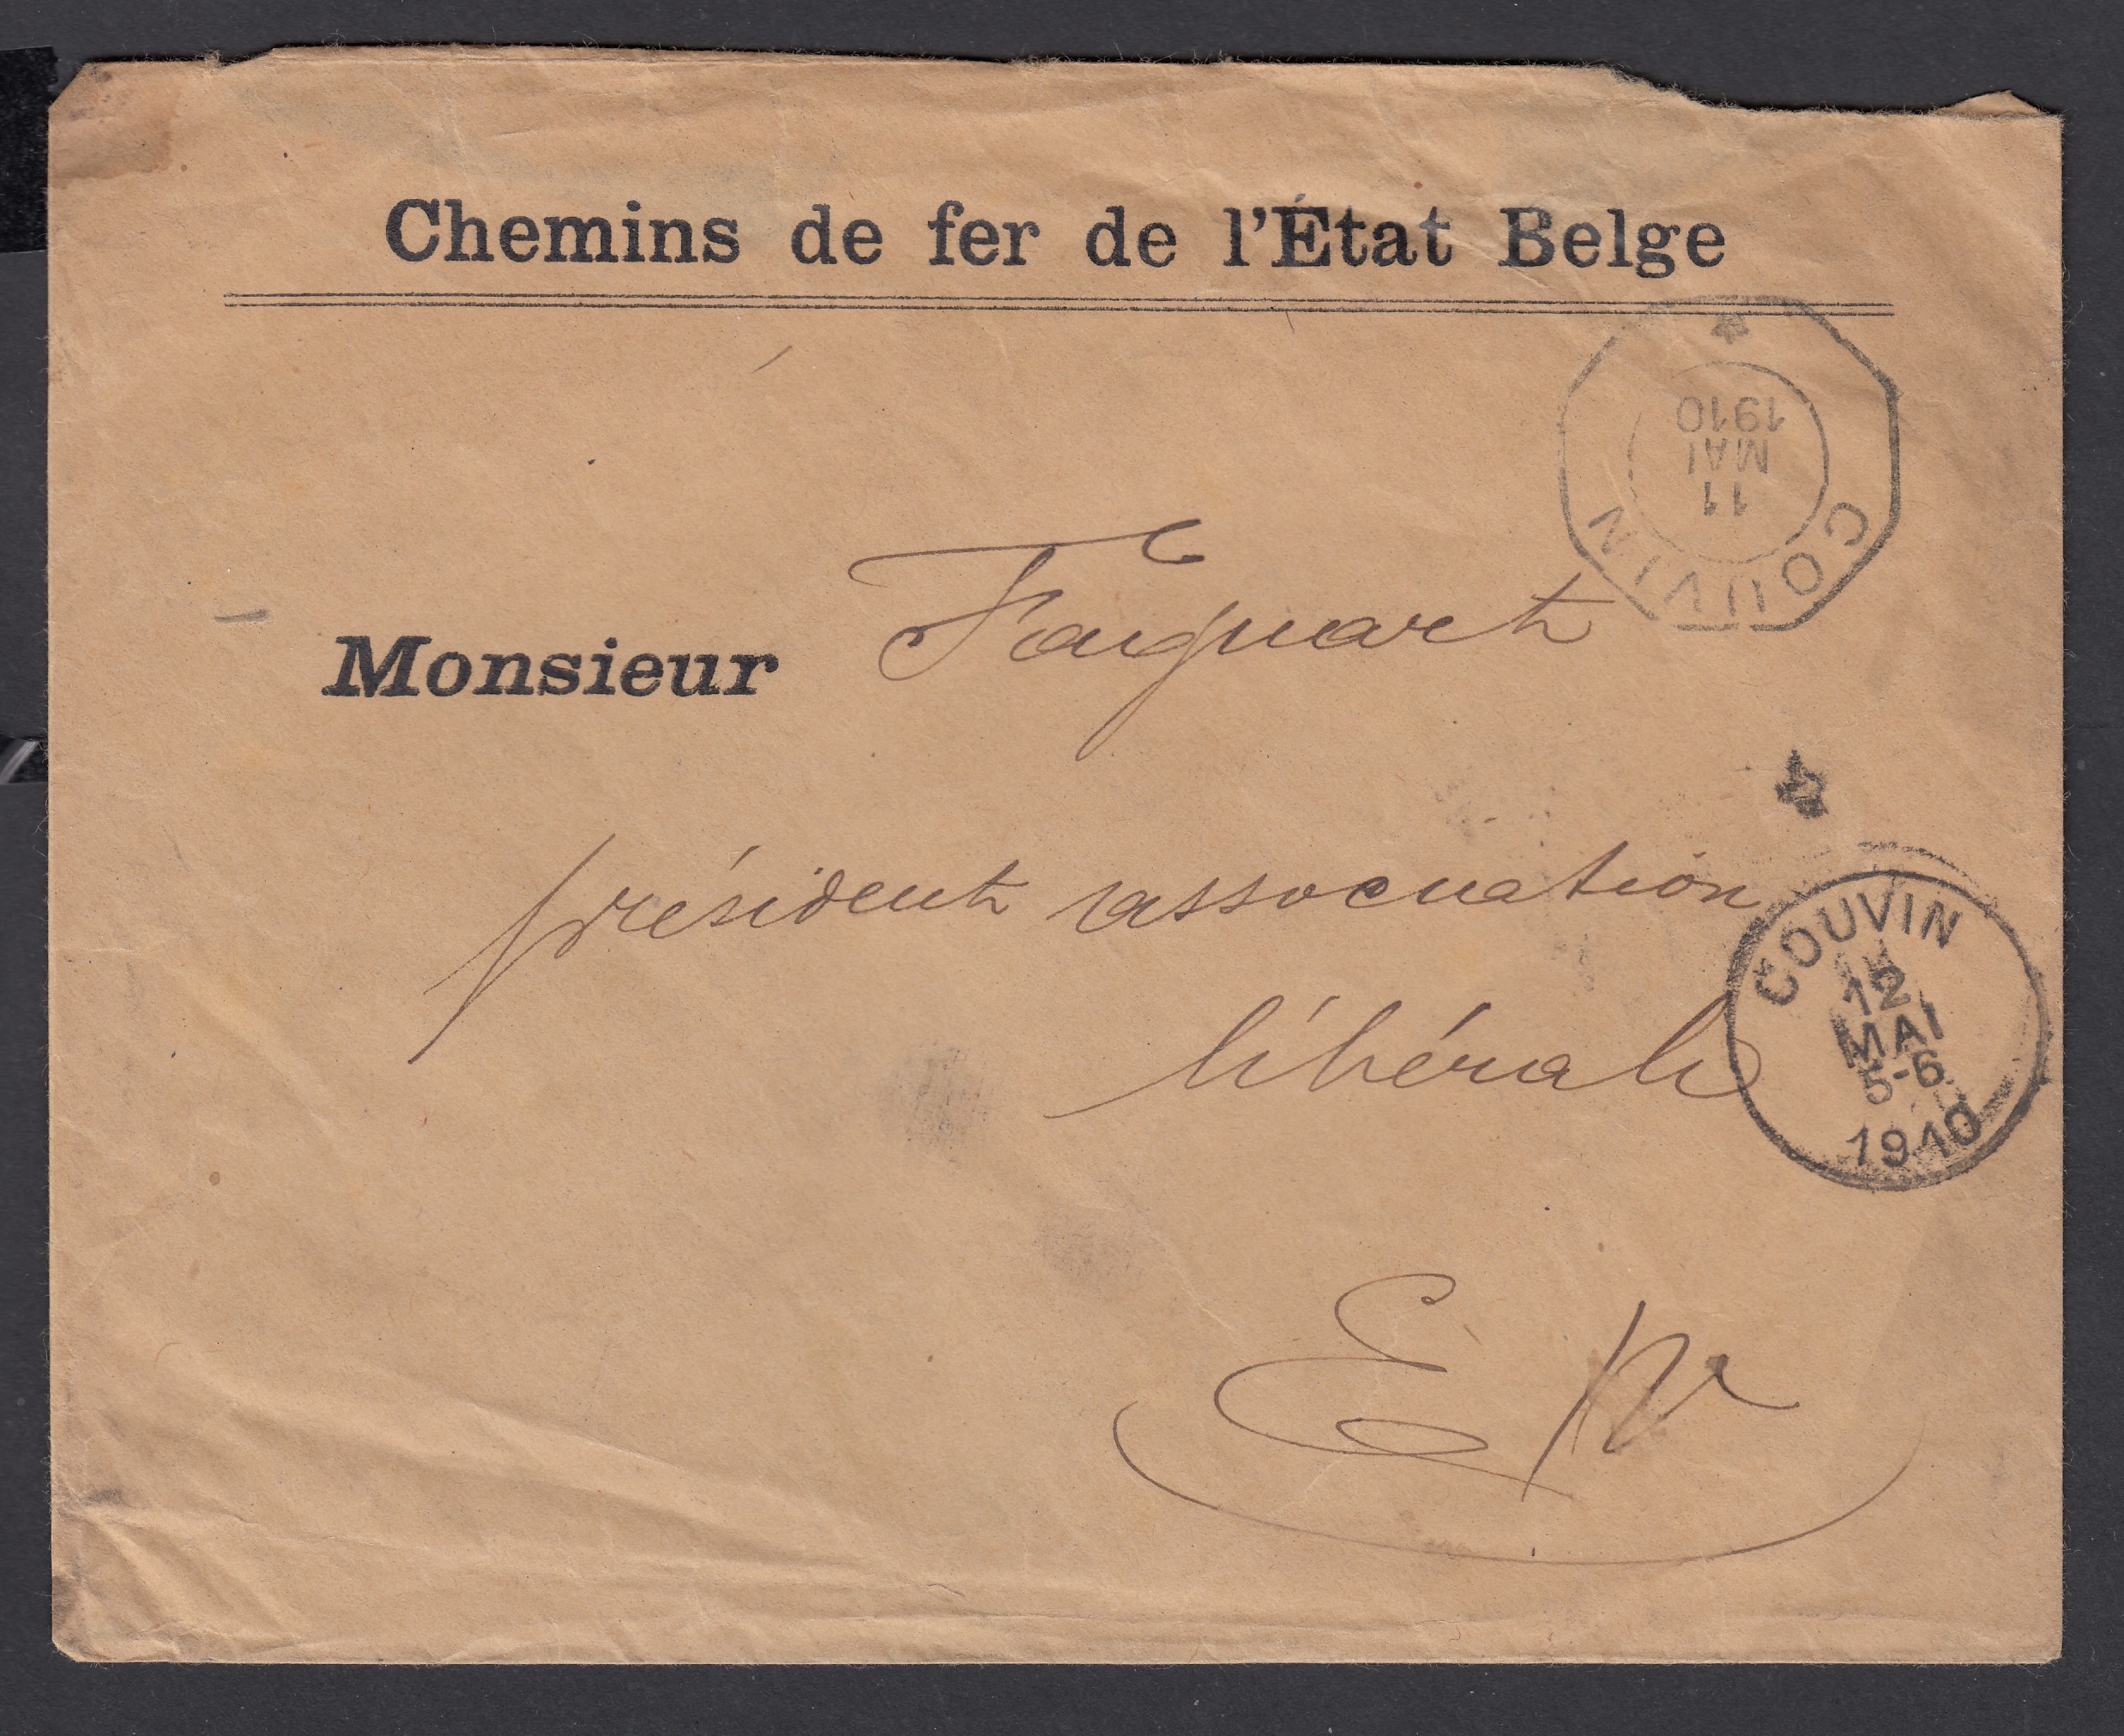 Chemins de fer de l'État Belge
COUVIN
11
MAI
1910
Monsieur
président association
libérale
COUVIN
12
MAI
5-6
1910